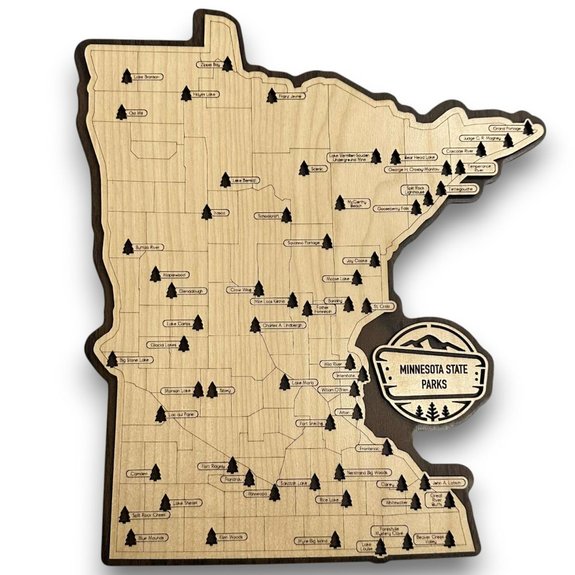 Zippel Bay
Lake Bronson
Hayes Lake
Franz Jevne
Old Mill
Grand Portage
Judge C. R. Magney
Cascade River
Lake Vermilion-Soudan
Underground Mine
Bear Head Lake
Temperance
River
George H. Crosby Manitou
Scenic
Lake Bemidji
Split Rock
Lighthouse
Tettegouche
McCarthy
Beach
Gooseberry Falls
Itasca
Schoolcraft
Savanna Portage
Buffalo River
Jay Cooke
Maplewood
Moose Lake
Glendalough
Crow Wing
Mille Lacs Kathio
Banning
St. Croix
Father
Hennepin
Lake Carlos
Charles A. Lindbergh
Glacial Lakes
Big Stone Lake
Wild River
MINNESOTA STATE
PARKS
Interstate
Monson Lake
Sibley
Lake Maria
William O'Brien
Lac qui Parle
Afton
Fort Snelling
Frontenac
Fort Ridgely
Nerstrand Big Woods
Camden
Flandrau
Minneopa
Sakatah Lake
Carley
John A. Latsch
Rice Lake
Whitewater
Great
River
Bluffs
Lake Shetek
Split Rock Creek
Blue Mounds
Kilen Woods
Myre-Big Island
Forestville
Mystery Cave
Lake
Louise
Beaver Creek
Valley